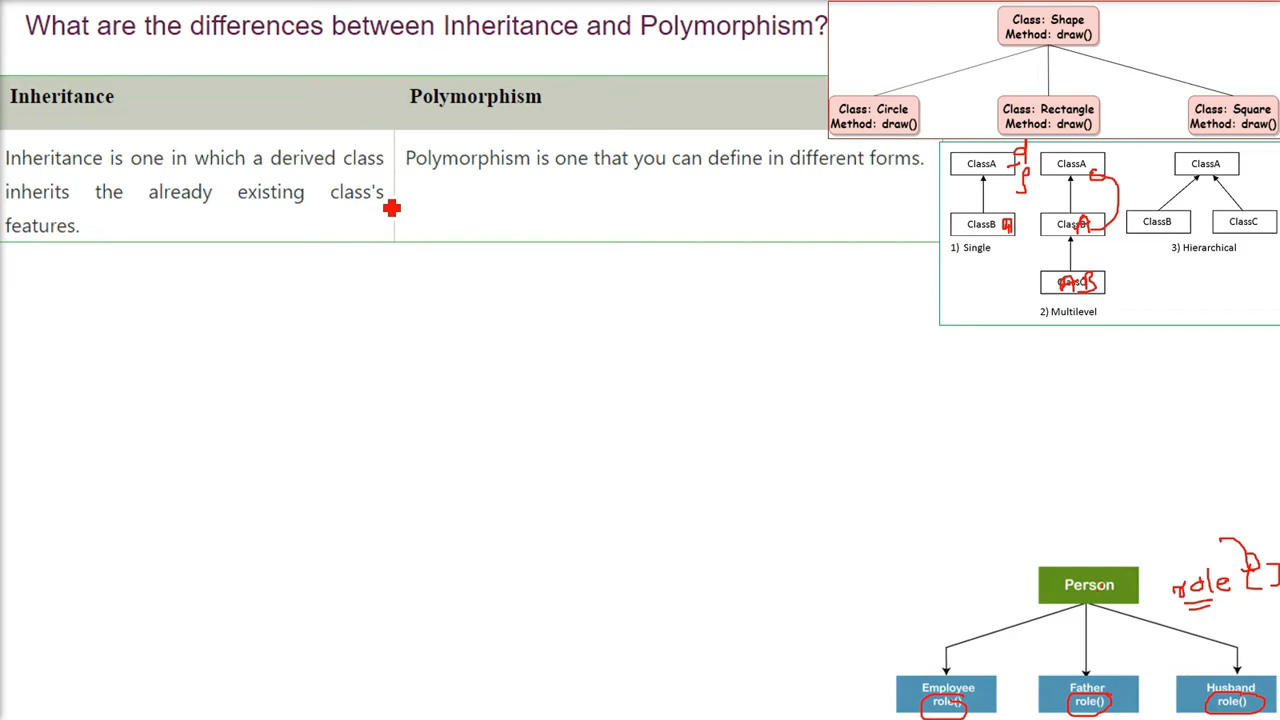 What are the differences between Inheritance and Polymorphism?
Inheritance
Polymorphism
Inheritance is one in which a derived class
inherits the already existing class's
features.
Polymorphism is one that you can define in different forms.
Class: Shape
Method: draw()
Class: Circle
Method: draw()
Class: Rectangle
Method: draw()
Class: Square
Method: draw()
ClassA
ClassB
1) Single
ClassA
A
A B
2) Multilevel
ClassA
ClassB
ClassC
3) Hierarchical
role
Person
Employee
role()
Father
role()
Husband
role()